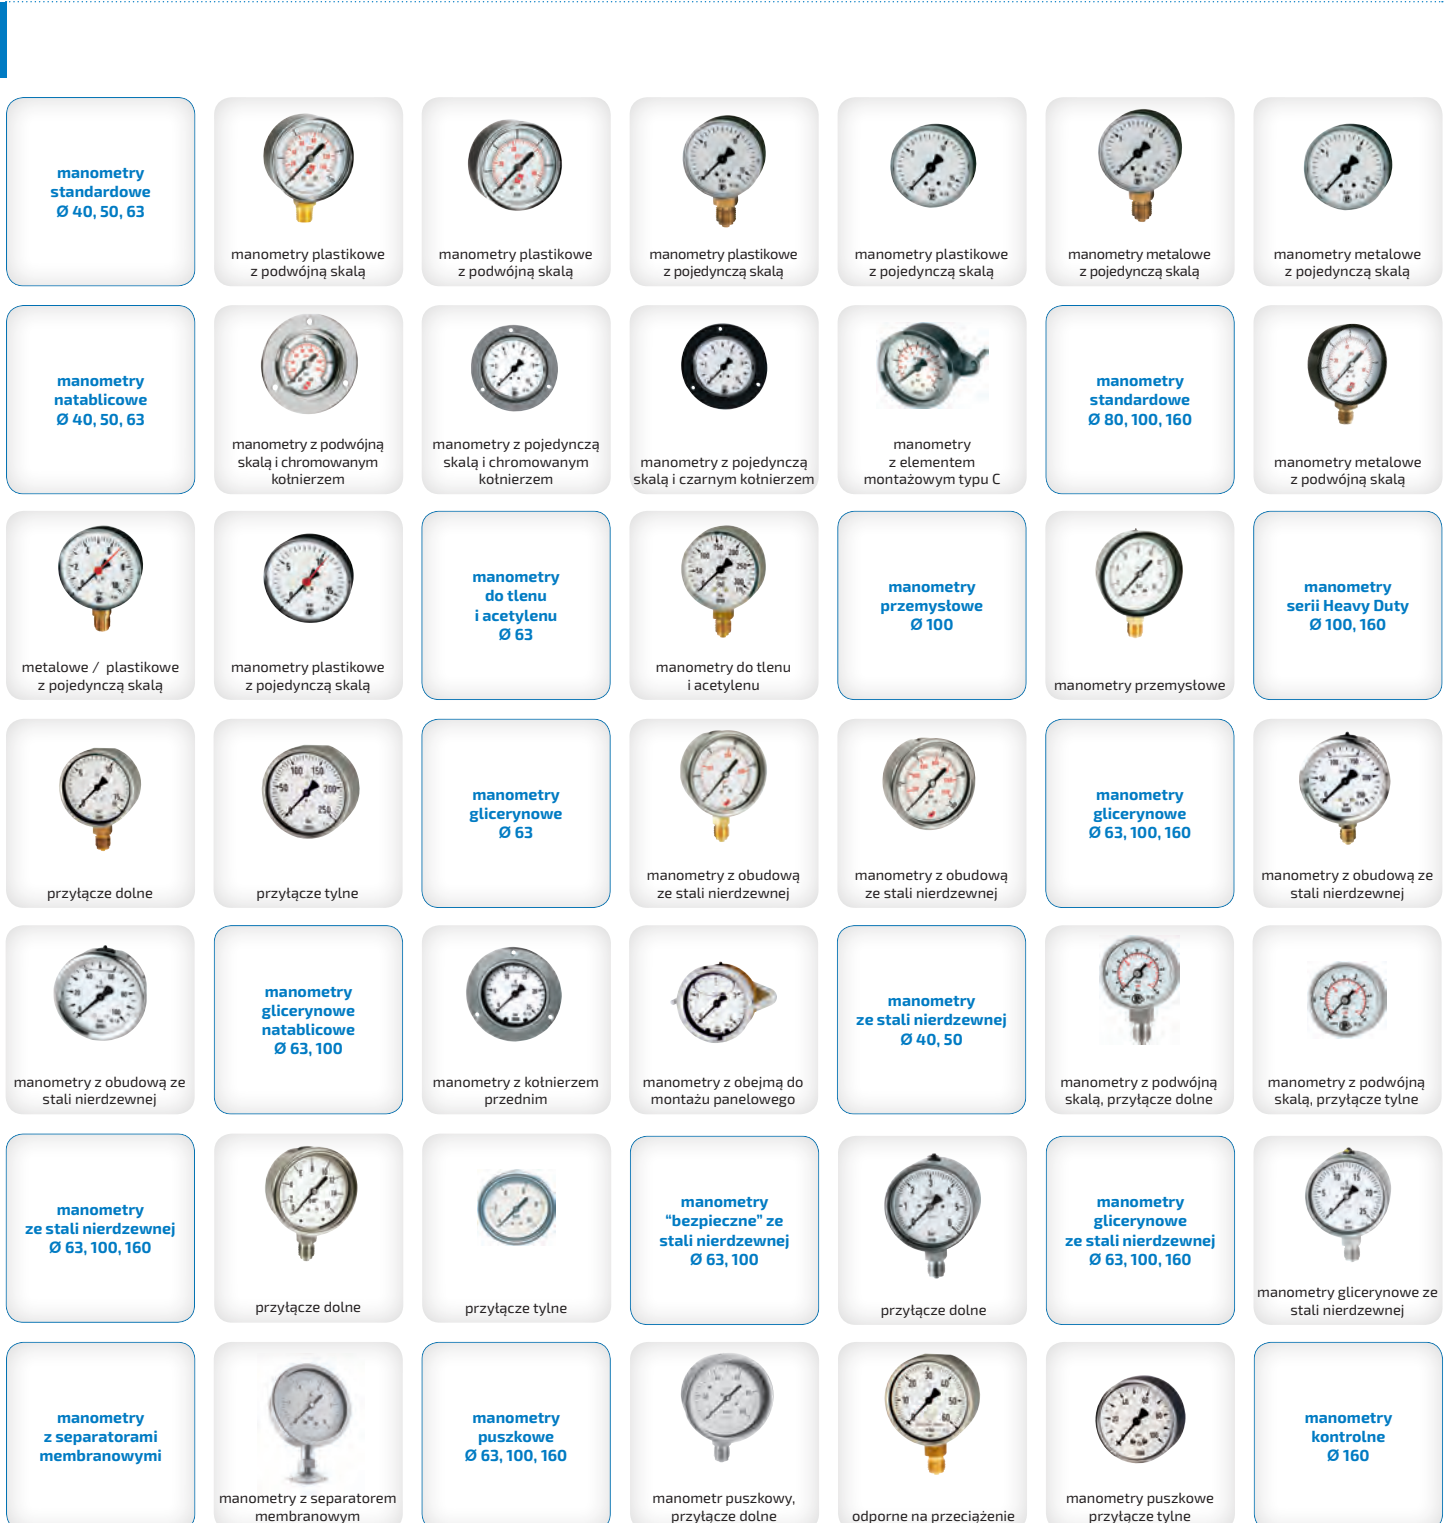 manometry
standardowe
Ø 40, 50, 63
manometry plastikowe
z podwójną skalą
manometry plastikowe
z podwójną skalą
manometry plastikowe
z pojedynczą skalą
manometry plastikowe
z pojedynczą skalą
manometry metalowe
z pojedynczą skalą
manometry metalowe
z pojedynczą skalą
manometry
natablicowe
Ø 40, 50, 63
manometry z podwójną
skalą i chromowanym
kołnierzem
manometry z pojedynczą
skalą i chromowanym
kołnierzem
manometry z pojedynczą
skalą i czarnym kołnierzem
manometry
z elementem
montażowym typu C
manometry
standardowe
Ø 80, 100, 160
manometry metalowe
z podwójną skalą
metalowe / plastikowe
z pojedynczą skalą
manometry plastikowe
z pojedynczą skalą
manometry
do tlenu
i acetylenu
Ø 63
manometry do tlenu
i acetylenu
manometry
przemysłowe
Ø 100
manometry przemysłowe
manometry
serii Heavy Duty
Ø 100, 160
przyłącze dolne
przyłącze tylne
manometry
glicerynowe
Ø 63
manometry z obudową
ze stali nierdzewnej
manometry z obudową
ze stali nierdzewnej
manometry
glicerynowe
Ø 63, 100, 160
manometry z obudową ze
stali nierdzewnej
manometry z obudową ze
stali nierdzewnej
manometry
glicerynowe
natablicowe
Ø 63, 100
manometry z kołnierzem
przednim
manometry z obejmą do
montażu panelowego
manometry
ze stali nierdzewnej
Ø 40, 50
manometry z podwójną
skalą, przyłącze dolne
manometry z podwójną
skalą, przyłącze tylne
manometry
ze stali nierdzewnej
Ø 63, 100, 160
przyłącze dolne
przyłącze tylne
manometry
“bezpieczne” ze
stali nierdzewnej
Ø 63, 100
przyłącze dolne
manometry
glicerynowe
ze stali nierdzewnej
Ø 63, 100, 160
manometry glicerynowe ze
stali nierdzewnej
manometry
z separatorami
membranowymi
manometry z separatorem
membranowym
manometry
puszkowe
Ø 63, 100, 160
manometr puszkowy,
przyłącze dolne
odporne na przeciążenie
manometry puszkowe
przyłącze tylne
manometry
kontrolne
Ø 160